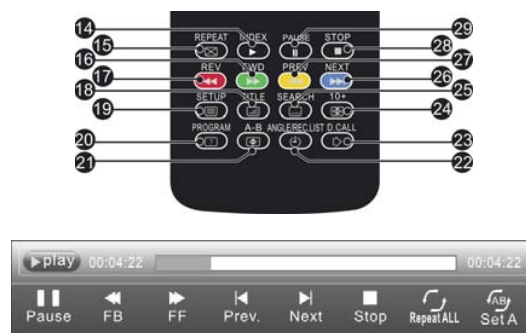 14
15
16
17
18
19
20
21
29
28
27
26
25
24
23
22
REPEAT INDEX PAUSE STOP
REV FWD PREV NEXT
SETUP TITLE SEARCH 10+
PROGRAM A-B ANGLE/REC LIST D.CALL
play 00:04:22 00:04:22
Pause FB FF Prev. Next Stop Repeat ALL Set A
AB